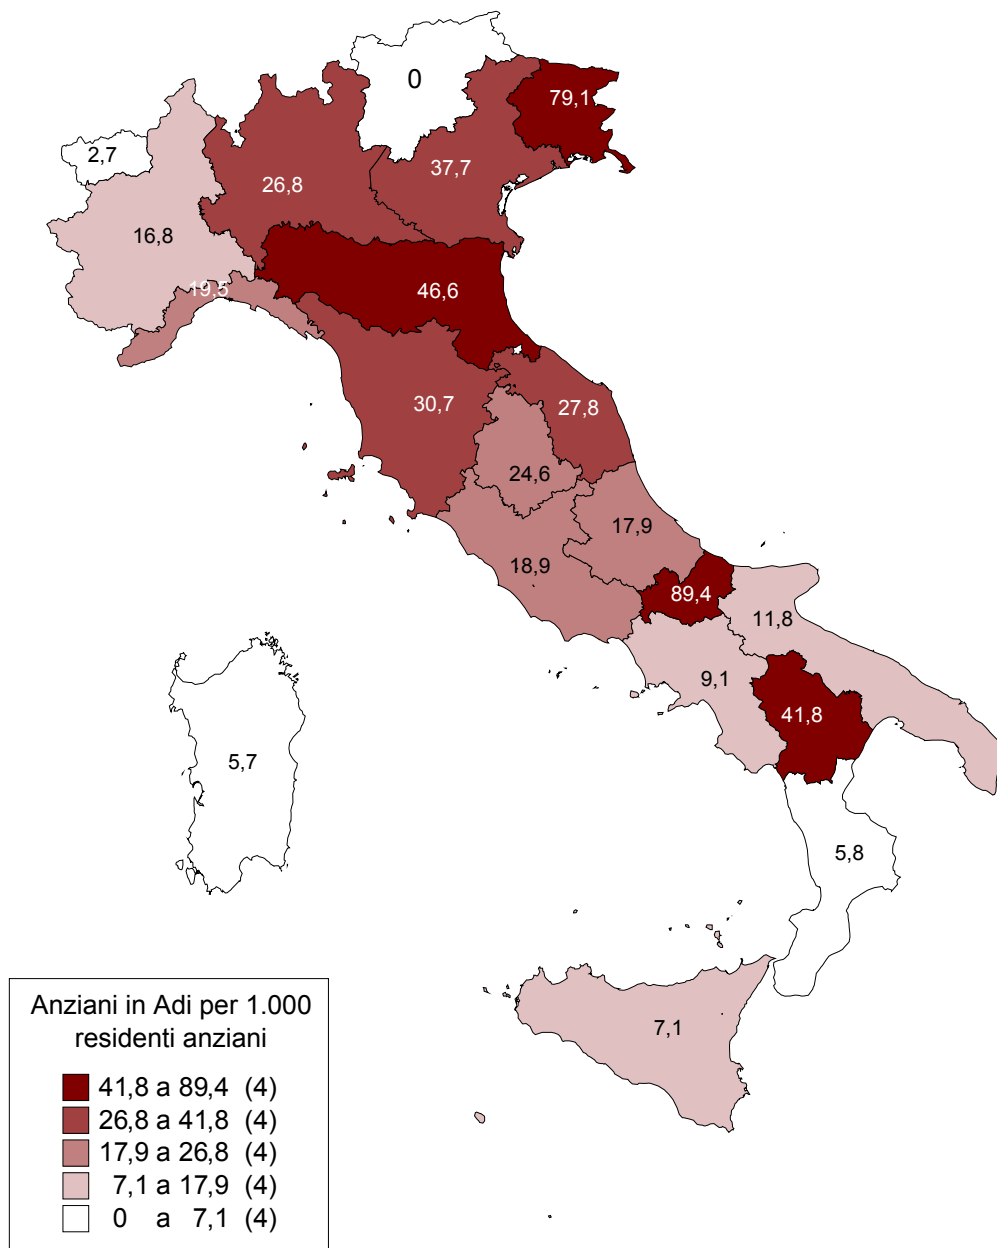 0
79,1
2,7
37,7
26,8
16,8
19,5
46,6
30,7
27,8
24,6
17,9
18,9
89,4
11,8
9,1
41,8
5,7
5,8
7,1
Anziani in Adi per 1.000
residenti anziani
41,8 a 89,4 (4)
26,8 a 41,8 (4)
17,9 a 26,8 (4)
7,1 a 17,9 (4)
0 a 7,1 (4)